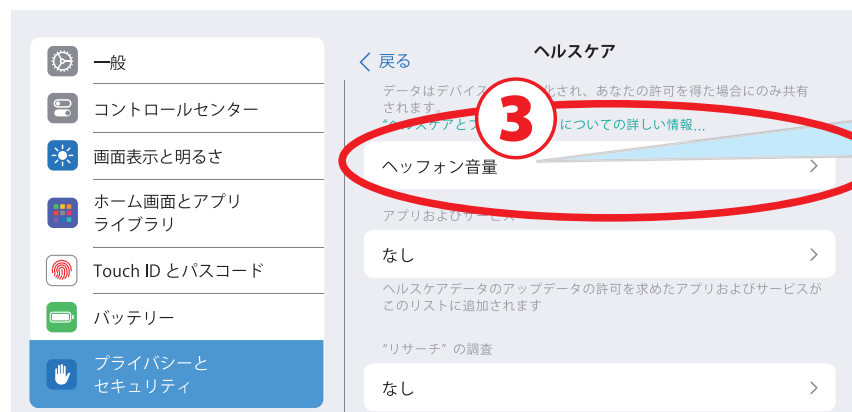 一般
コントロールセンター
画面表示と明るさ
ホーム画面とアプリ
ライブラリ
Touch ID とパスコード
バッテリー
プライバシーと
セキュリティ
戻る
ヘルスケア
データはデバイス 化され、あなたの許可を得た場合にのみ共有
されます。
ヘルスケアと についての詳しい情報...
3
ヘッフォン音量
アプリおよびサービス
なし
ヘルスケアデータのアップデータの許可を求めたアプリおよびサービスが
このリストに追加されます
“リサーチ” の調査
なし